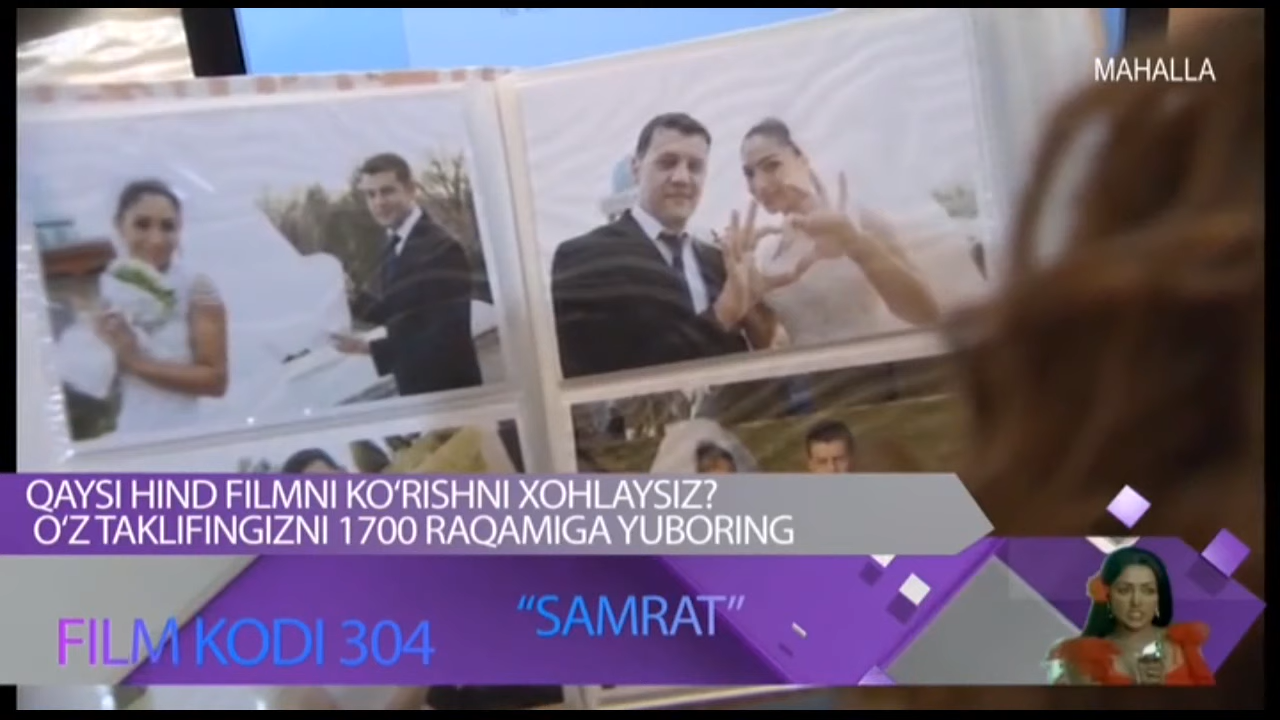 MAHALLA
QAYSI HIND FILMNI KO‘RISHNI XOHLAYSIZ?
O‘Z TAKLIFINGIZNI 1700 RAQAMIGA YUBORING
“SAMRAT”
FILM KODI 304